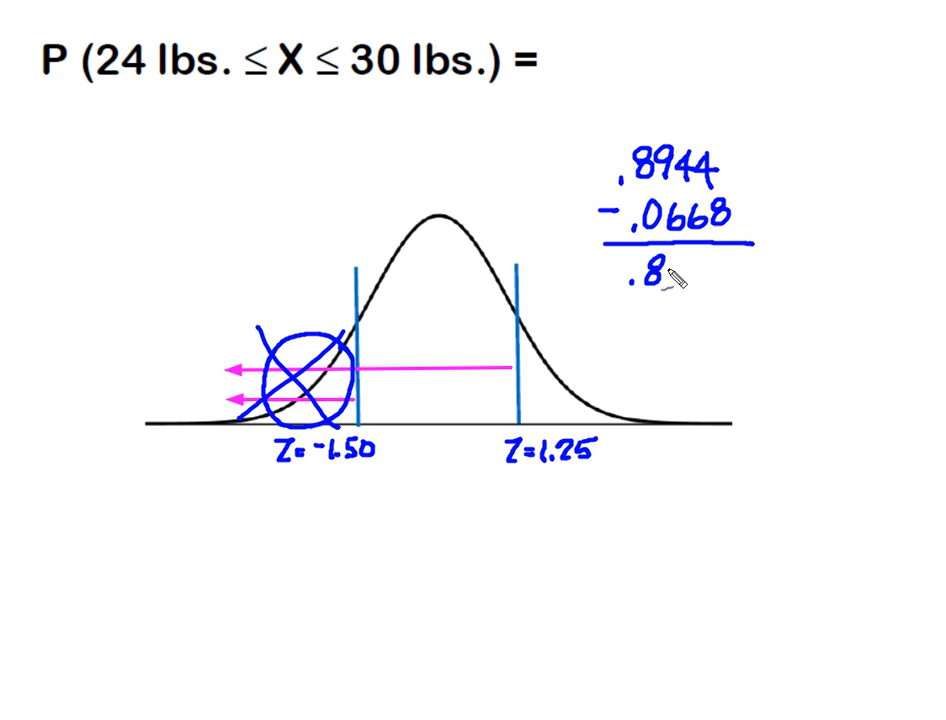 P (24 lbs. ≤ X ≤ 30 lbs.) =
.8944
-.0668
.8
Z=-1.50
Z=1.25